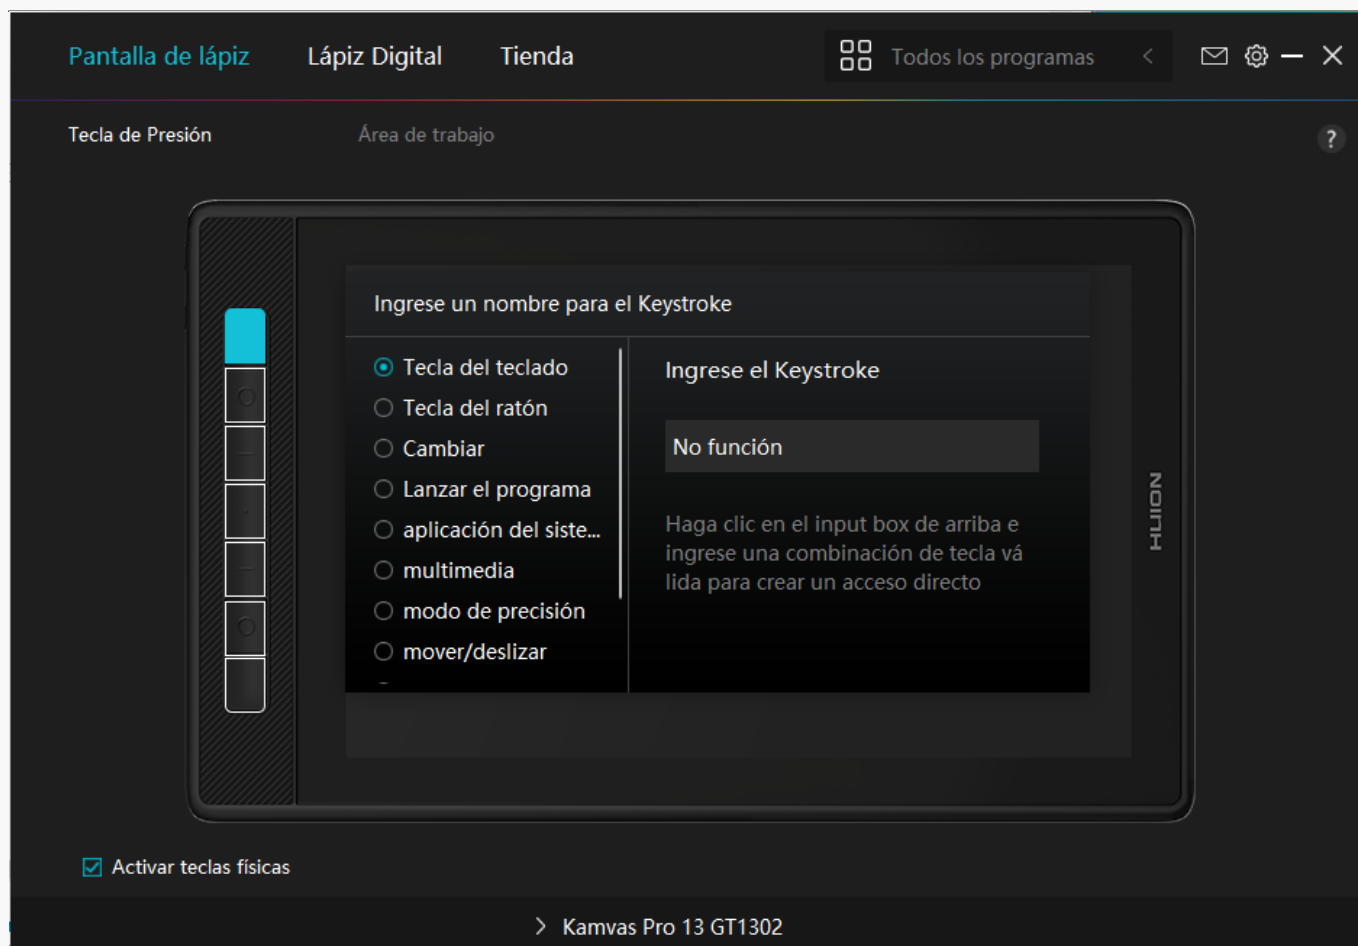 Pantalla de lápiz
Lápiz Digital
Tienda
Todos los programas
Tecla de Presión
Área de trabajo
?
Ingrese un nombre para el Keystroke
Tecla del teclado
Tecla del ratón
Cambiar
Lanzar el programa
aplicación del siste...
multimedia
modo de precisión
mover/deslizar
Ingrese el Keystroke
No función
Haga clic en el input box de arriba e
ingrese una combinación de tecla vá
lida para crear un acceso directo
HUION
Activar teclas físicas
Kamvas Pro 13 GT1302